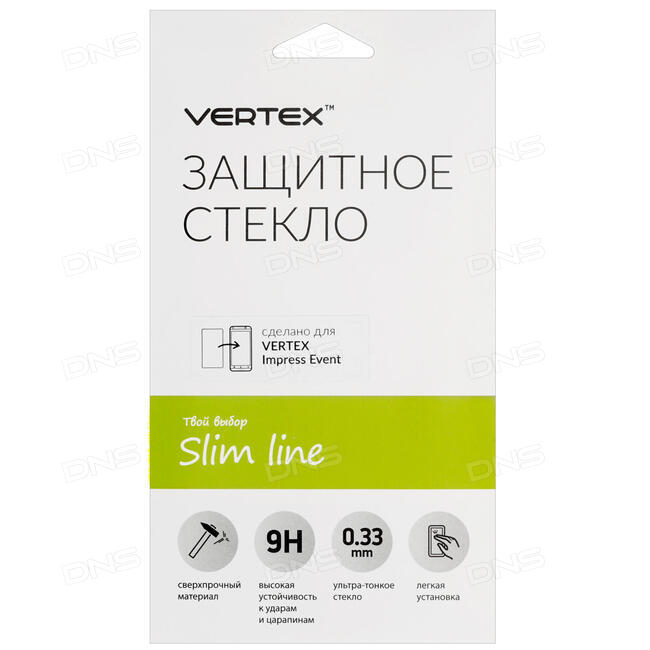 VERTEX™
ЗАЩИТНОЕ
СТЕКЛО
сделано для
VERTEX
Impress Event
Твой выбор
Slim line
9H
0.33
mm
сверхпрочный
материал
высокая
устойчивость
к ударам
и царапинам
ультра-тонкое
стекло
легкая
установка
DNS